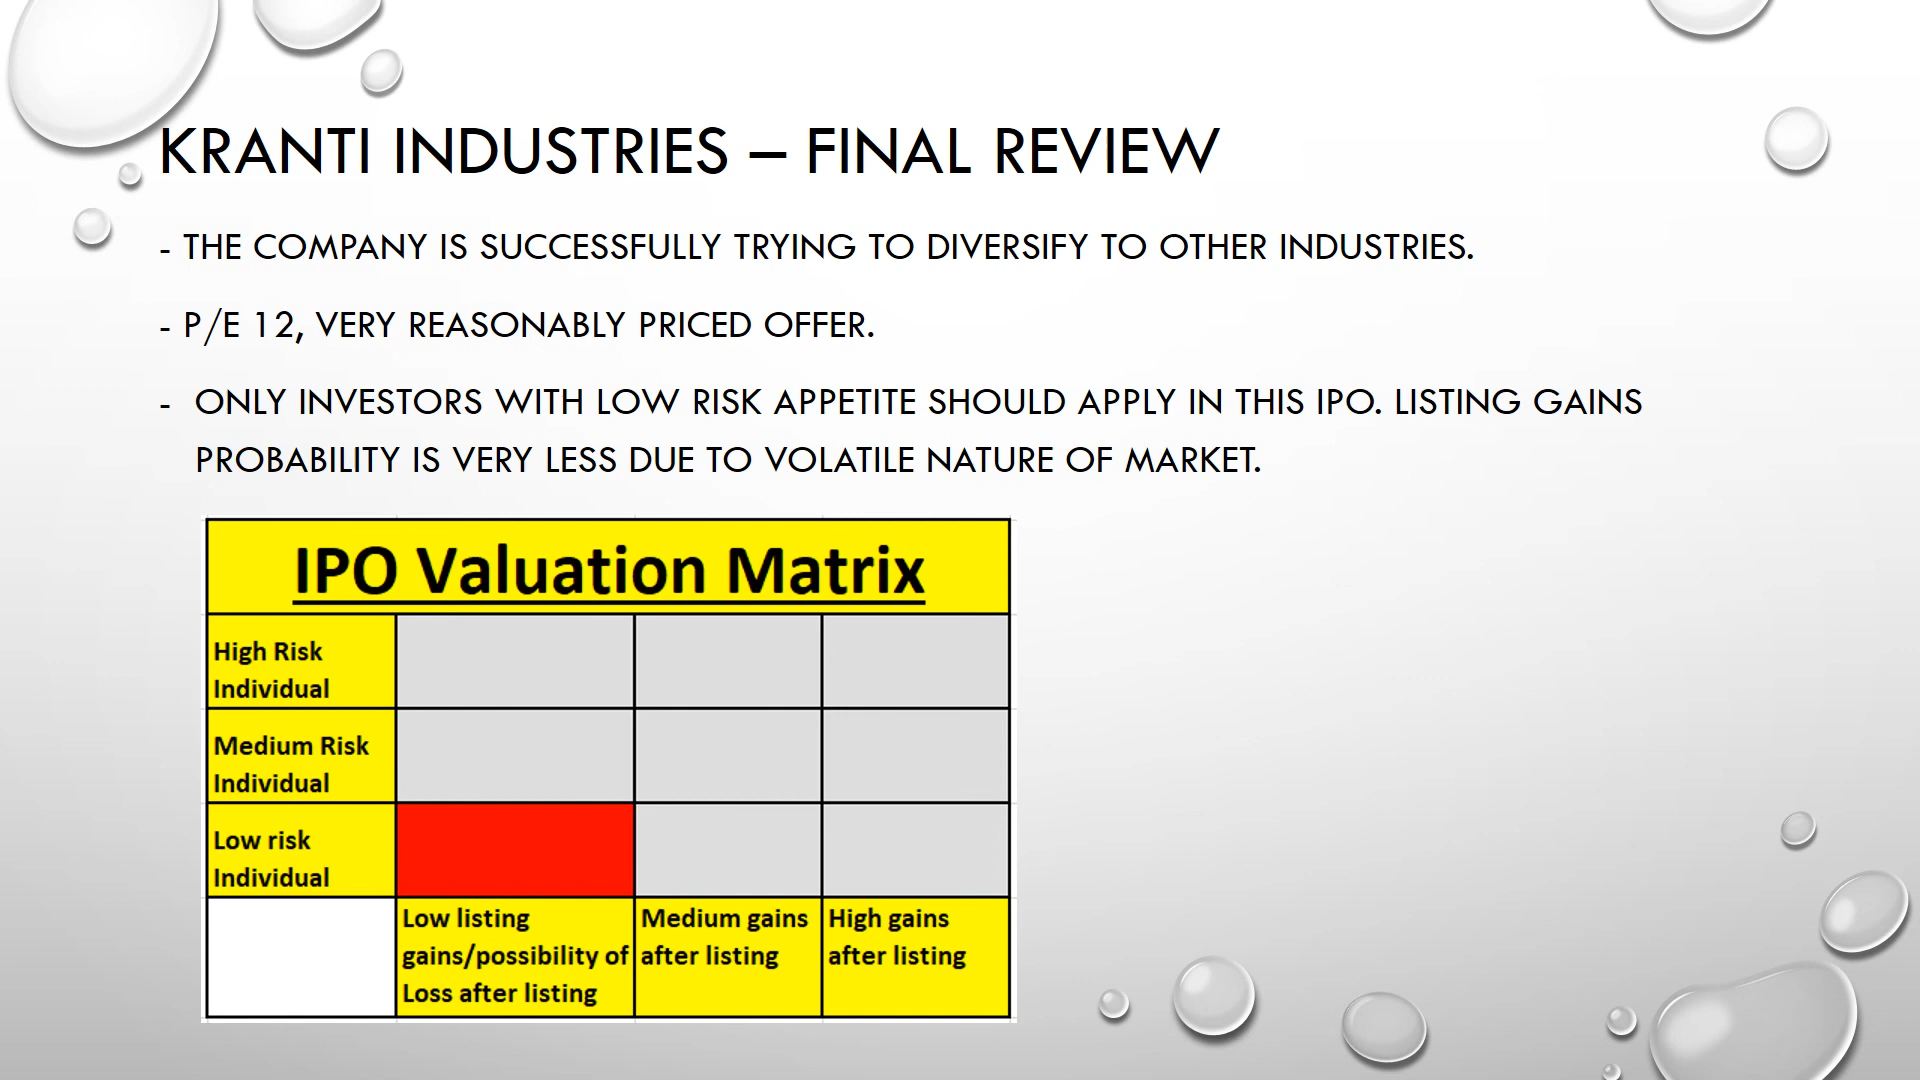 KRANTI INDUSTRIES – FINAL REVIEW
- THE COMPANY IS SUCCESSFULLY TRYING TO DIVERSIFY TO OTHER INDUSTRIES.
- P/E 12, VERY REASONABLY PRICED OFFER.
- ONLY INVESTORS WITH LOW RISK APPETITE SHOULD APPLY IN THIS IPO. LISTING GAINS
PROBABILITY IS VERY LESS DUE TO VOLATILE NATURE OF MARKET.
IPO Valuation Matrix
High Risk
Individual
Medium Risk
Individual
Low risk
Individual
Low listing
gains/possibility of
Loss after listing
Medium gains
after listing
High gains
after listing